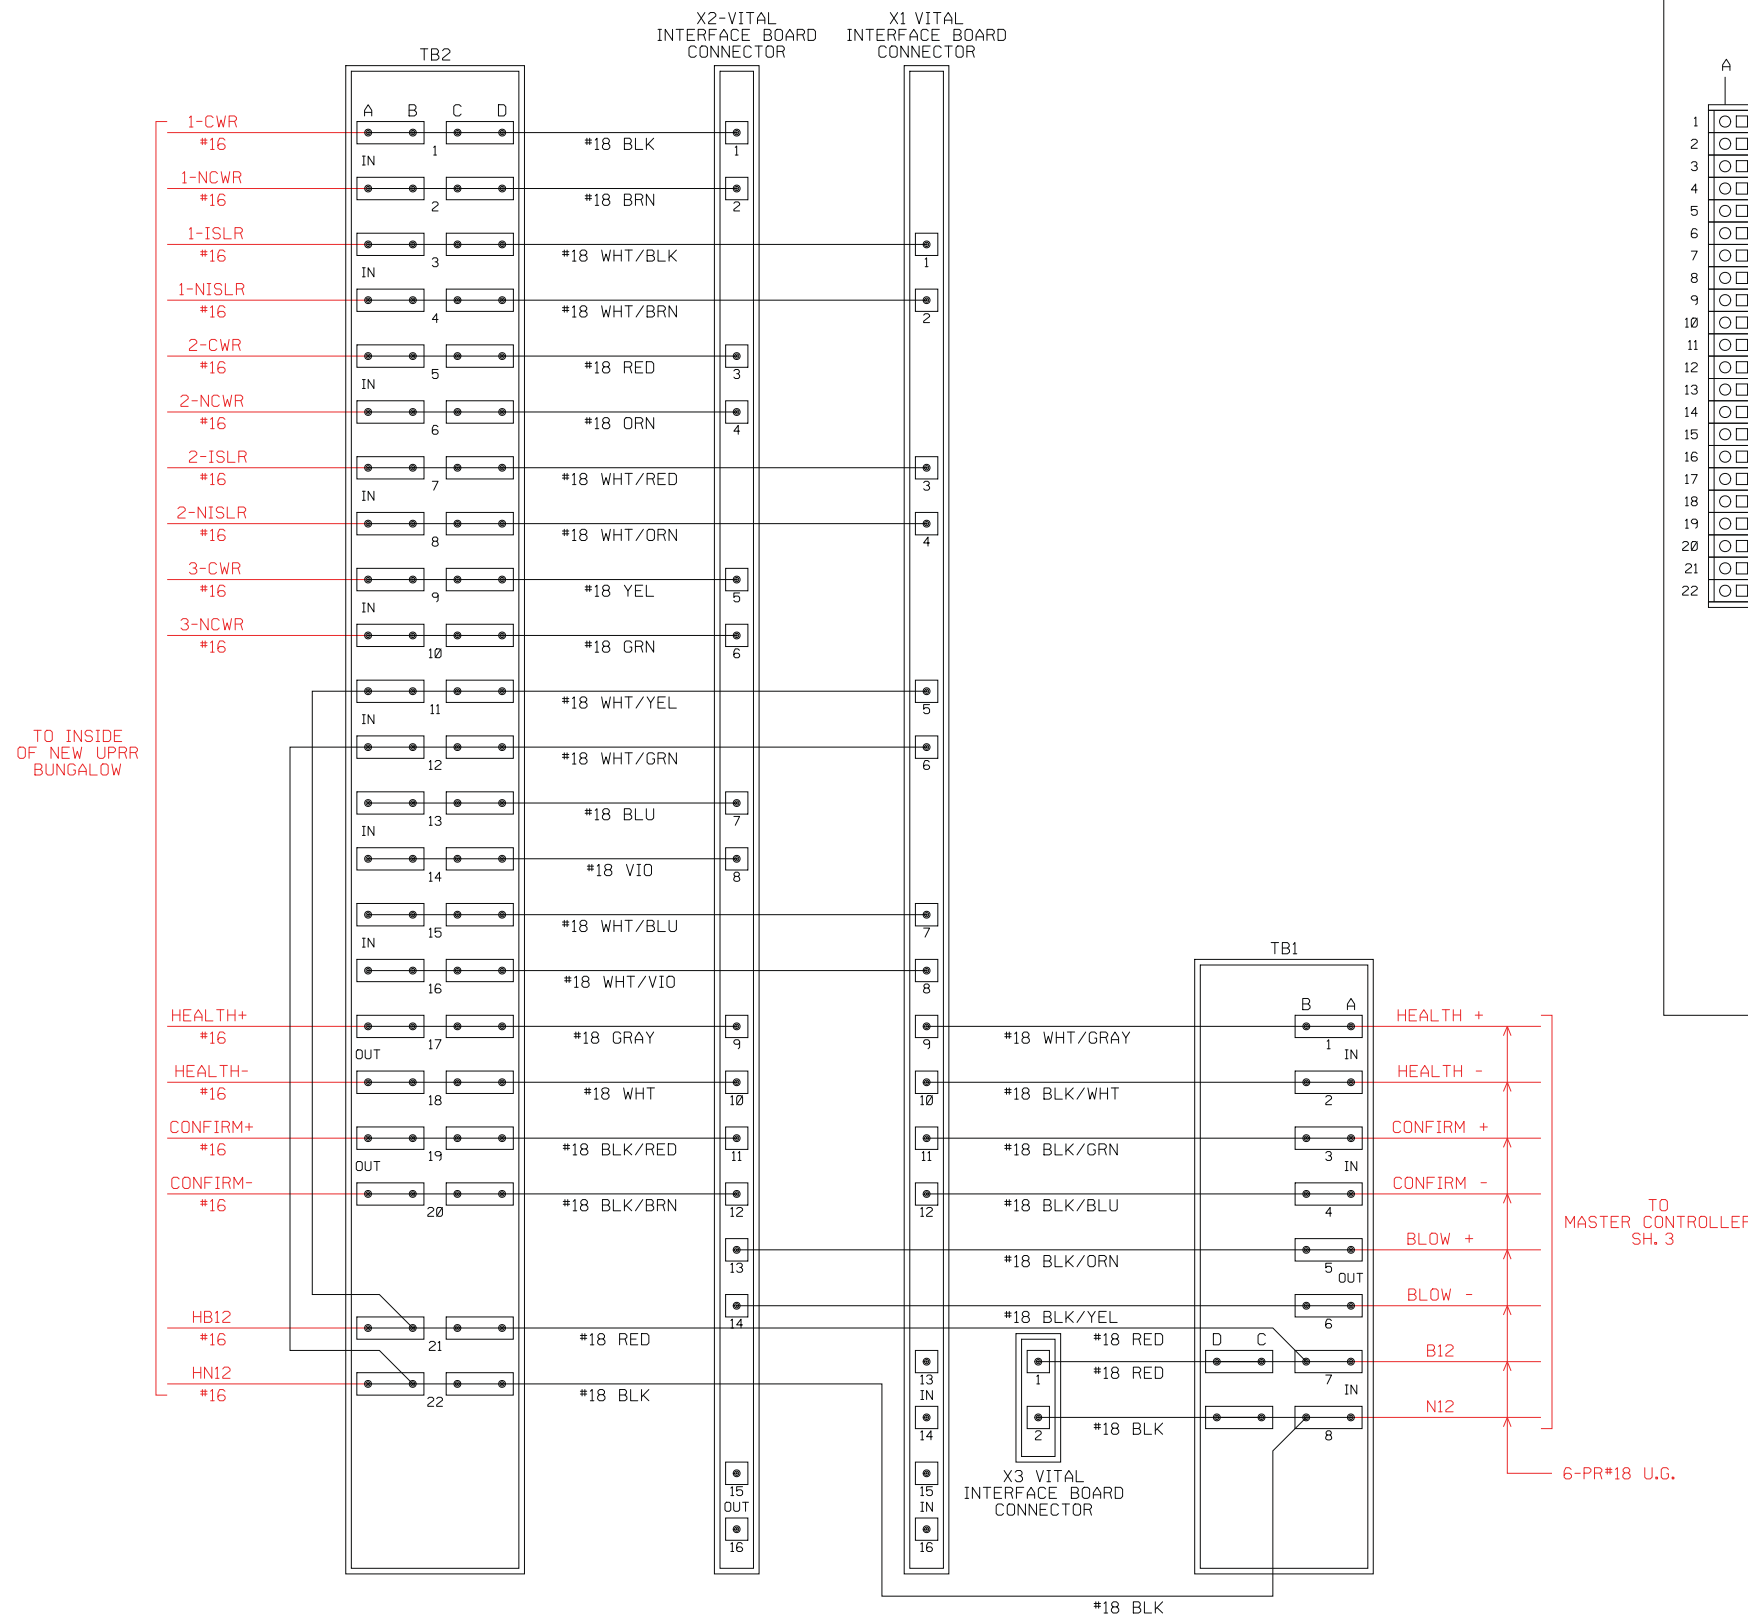 X2-VITAL
INTERFACE BOARD
CONNECTOR
X1 VITAL
INTERFACE BOARD
CONNECTOR
TB2
A B C D
1-CWR
#16
1
IN
#18 BLK
1
1-NCWR
#16
2
#18 BRN
2
1-ISLR
#16
3
IN
#18 WHT/BLK
1
1-NISLR
#16
4
#18 WHT/BRN
2
2-CWR
#16
5
IN
#18 RED
3
2-NCWR
#16
6
#18 ORN
4
2-ISLR
#16
7
IN
#18 WHT/RED
3
2-NISLR
#16
8
#18 WHT/ORN
4
3-CWR
#16
9
IN
#18 YEL
5
3-NCWR
#16
10
#18 GRN
6
11
IN
#18 WHT/YEL
5
TO INSIDE
OF NEW UPRR
BUNGALOW
12
#18 WHT/GRN
6
13
IN
#18 BLU
7
14
#18 VIO
8
15
IN
#18 WHT/BLU
7
16
#18 WHT/VIO
8
HEALTH+
#16
17
OUT
#18 GRAY
9
HEALTH-
#16
18
#18 WHT
10
CONFIRM+
#16
19
OUT
#18 BLK/RED
11
CONFIRM-
#16
20
#18 BLK/BRN
12
13
14
HB12
#16
21
#18 RED
HN12
#16
22
#18 BLK
15
OUT
16
TB1
B A
9
#18 WHT/GRAY
1
IN
HEALTH +
10
#18 BLK/WHT
2
HEALTH -
11
#18 BLK/GRN
3
IN
CONFIRM +
12
#18 BLK/BLU
4
CONFIRM -
#18 BLK/ORN
5
OUT
BLOW +
#18 BLK/YEL
6
BLOW -
#18 RED
D C
13
IN
14
15
IN
16
1
#18 RED
7
IN
B12
2
#18 BLK
8
N12
X3 VITAL
INTERFACE BOARD
CONNECTOR
#18 BLK
TO
MASTER CONTROLLER
SH.3
6-PR#18 U.G.
A
1
2
3
4
5
6
7
8
9
10
11
12
13
14
15
16
17
18
19
20
21
22